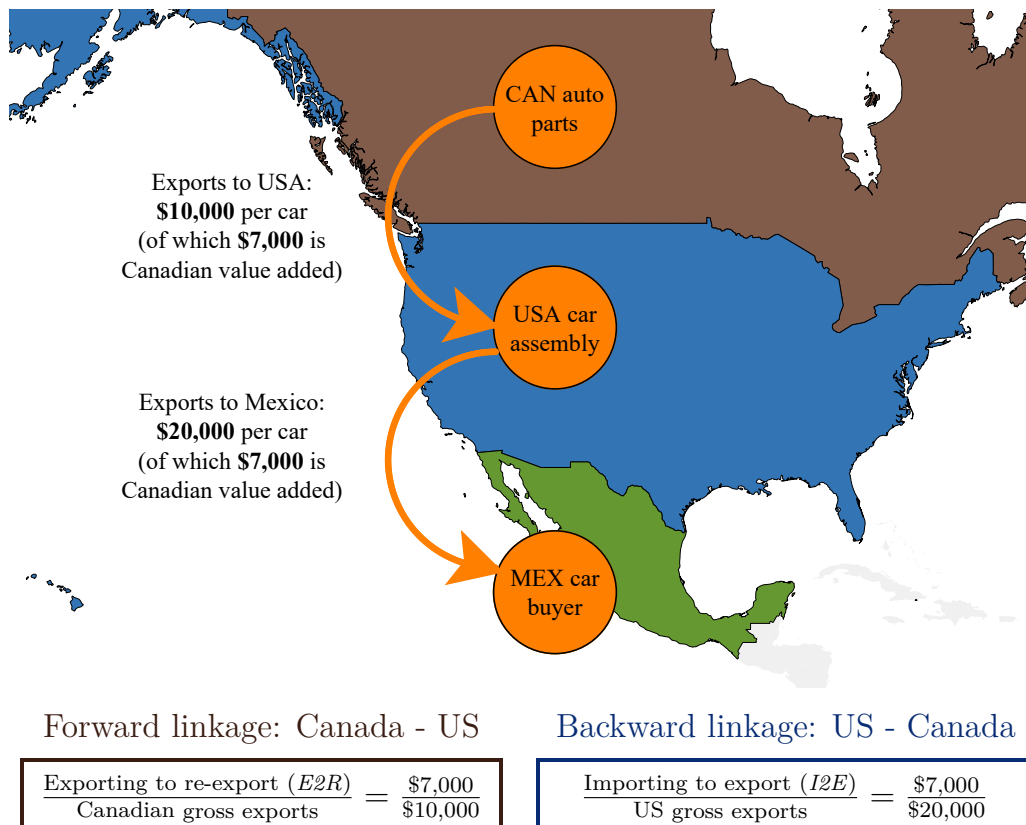 CAN auto
parts
Exports to USA:
$10,000 per car
(of which $7,000 is
Canadian value added)
USA car
assembly
Exports to Mexico:
$20,000 per car
(of which $7,000 is
Canadian value added)
MEX car
buyer
Forward linkage: Canada - US
Exporting to re-export (E2R)
Canadian gross exports
=
$7,000
$10,000
Backward linkage: US - Canada
Importing to export (I2E)
US gross exports
=
$7,000
$20,000